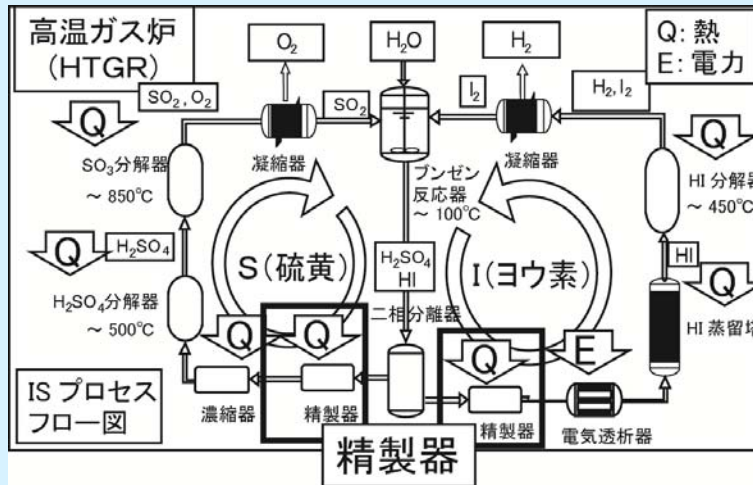 高温ガス炉
(HTGR)
O₂
H₂O
H₂
Q: 熱
E: 電力
SO₂, O₂
SO₂
I₂
H₂, I₂
Q
SO₃分解器
~ 850℃
凝縮器
ブンゼン
反応器
~ 100℃
凝縮器
Q
HI 分解器
~ 450℃
Q
H₂SO₄
S(硫黄)
H₂SO₄
HI
I(ヨウ素)
HI
Q
H₂SO₄分解器
~ 500℃
二相分離器
HI 蒸留塔
Q
Q
Q
E
IS プロセス
フロー図
濃縮器
精製器
精製器
電気透析器
精製器